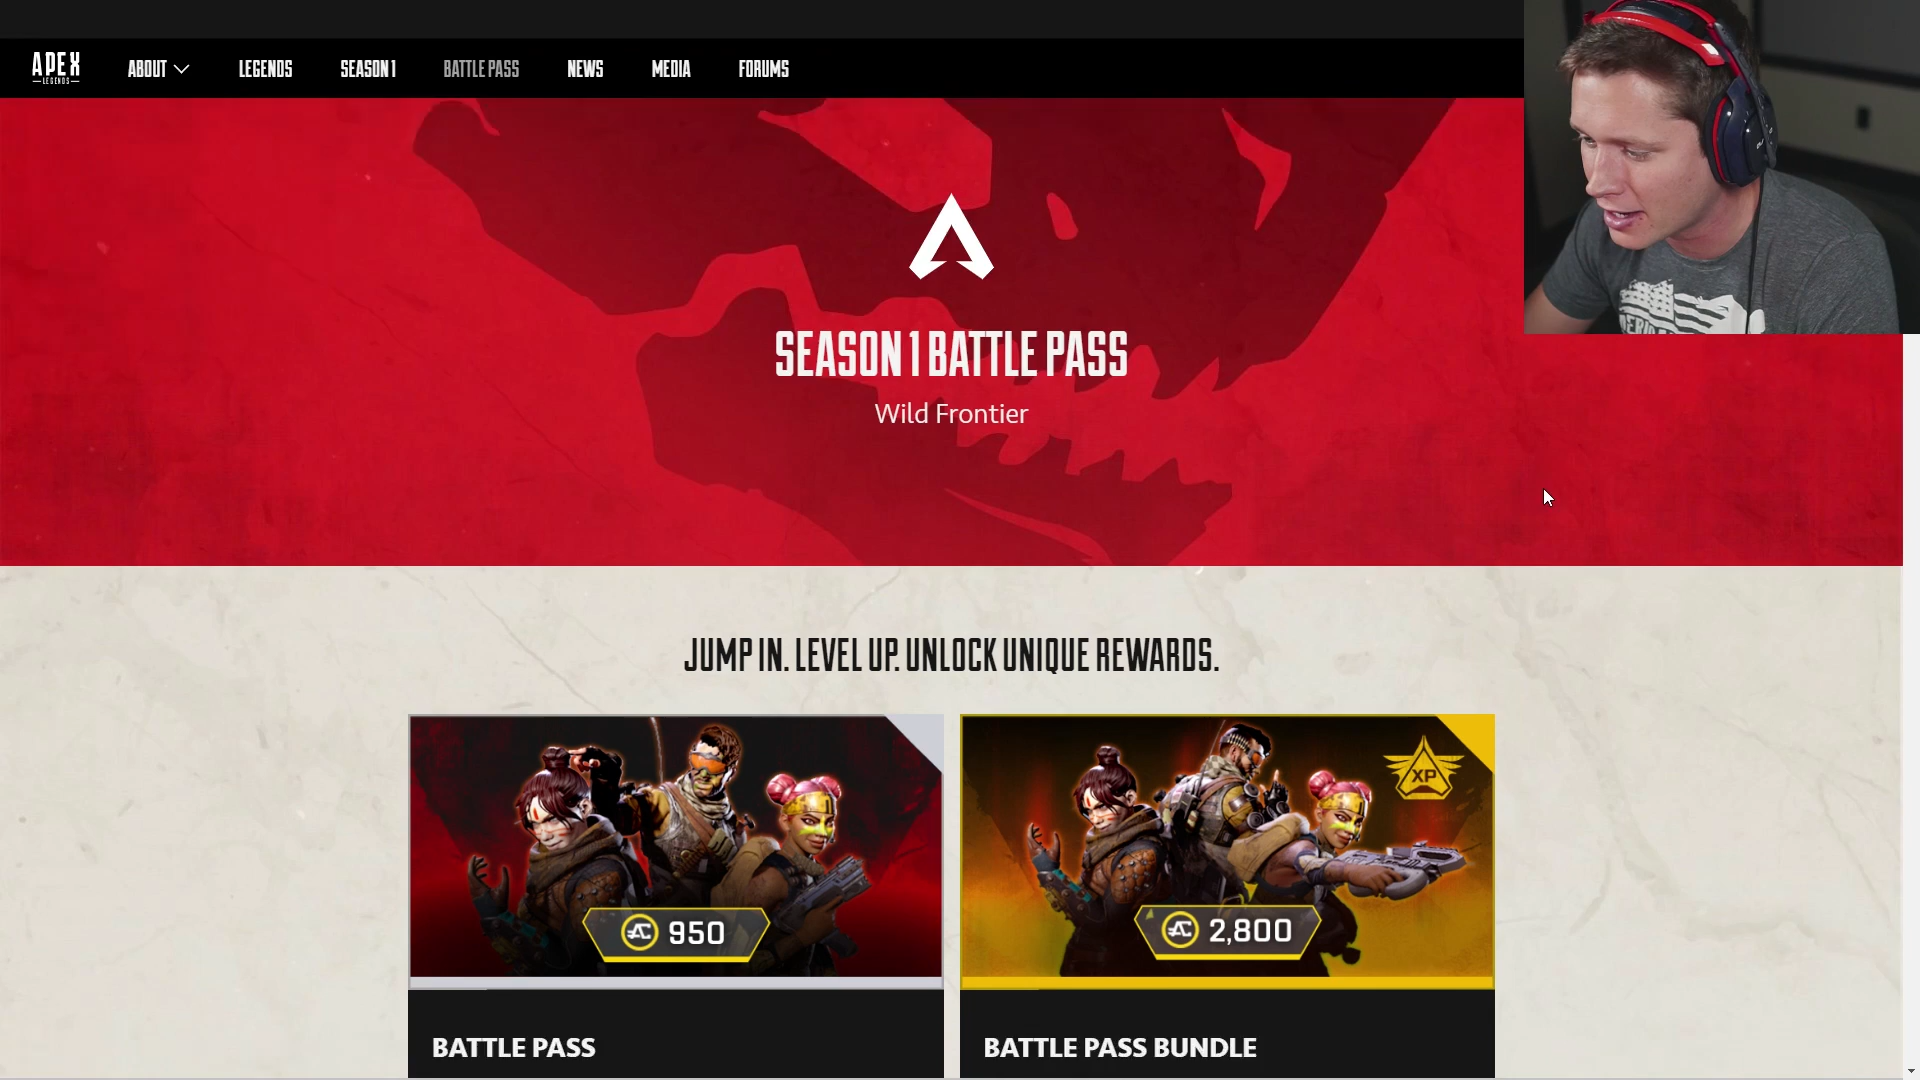 APEX
LEGENDS
ABOUT
LEGENDS
SEASON 1
BATTLE PASS
NEWS
MEDIA
FORUMS
SEASON 1 BATTLE PASS
Wild Frontier
JUMP IN. LEVEL UP. UNLOCK UNIQUE REWARDS.
950
XP
2,800
BATTLE PASS
BATTLE PASS BUNDLE